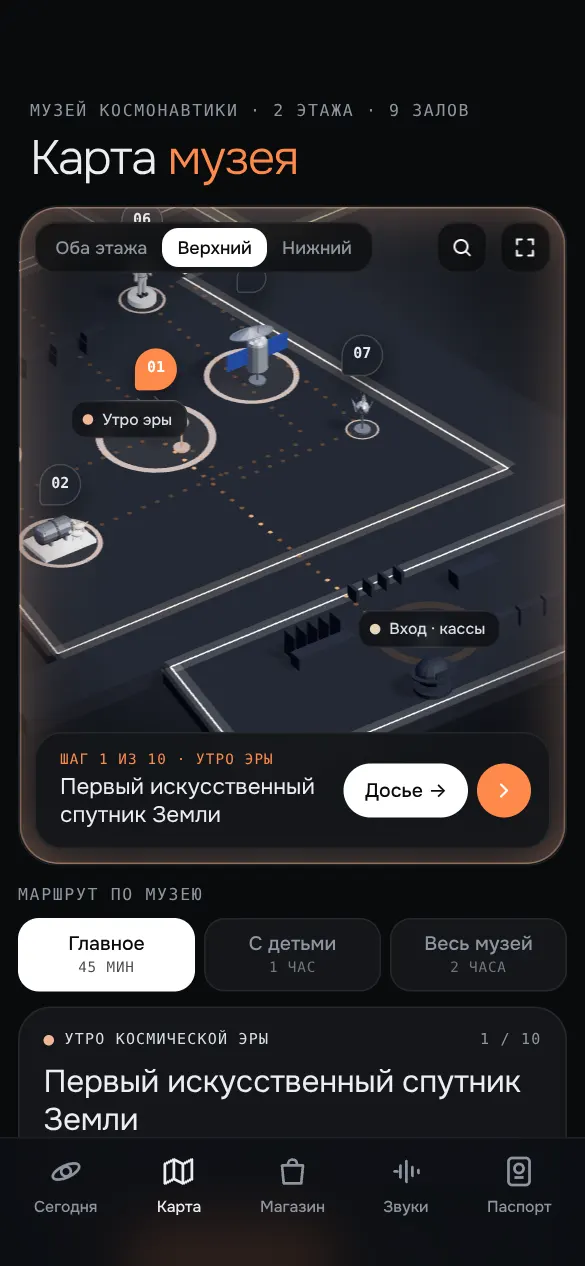 МУЗЕЙ КОСМОНАВТИКИ · 2 ЭТАЖА · 9 ЗАЛОВ
Карта музея
06
Оба этажа Верхний Нижний
01
07
Утро эры
02
Вход · кассы
ШАГ 1 ИЗ 10 · УТРО ЭРЫ
Первый искусственный
спутник Земли
Досье →
МАРШРУТ ПО МУЗЕЮ
Главное С детьми Весь музей
45 МИН 1 ЧАС 2 ЧАСА
УТРО КОСМИЧЕСКОЙ ЭРЫ 1 / 10
Первый искусственный спутник
Земли
Сегодня Карта Магазин Звуки Паспорт